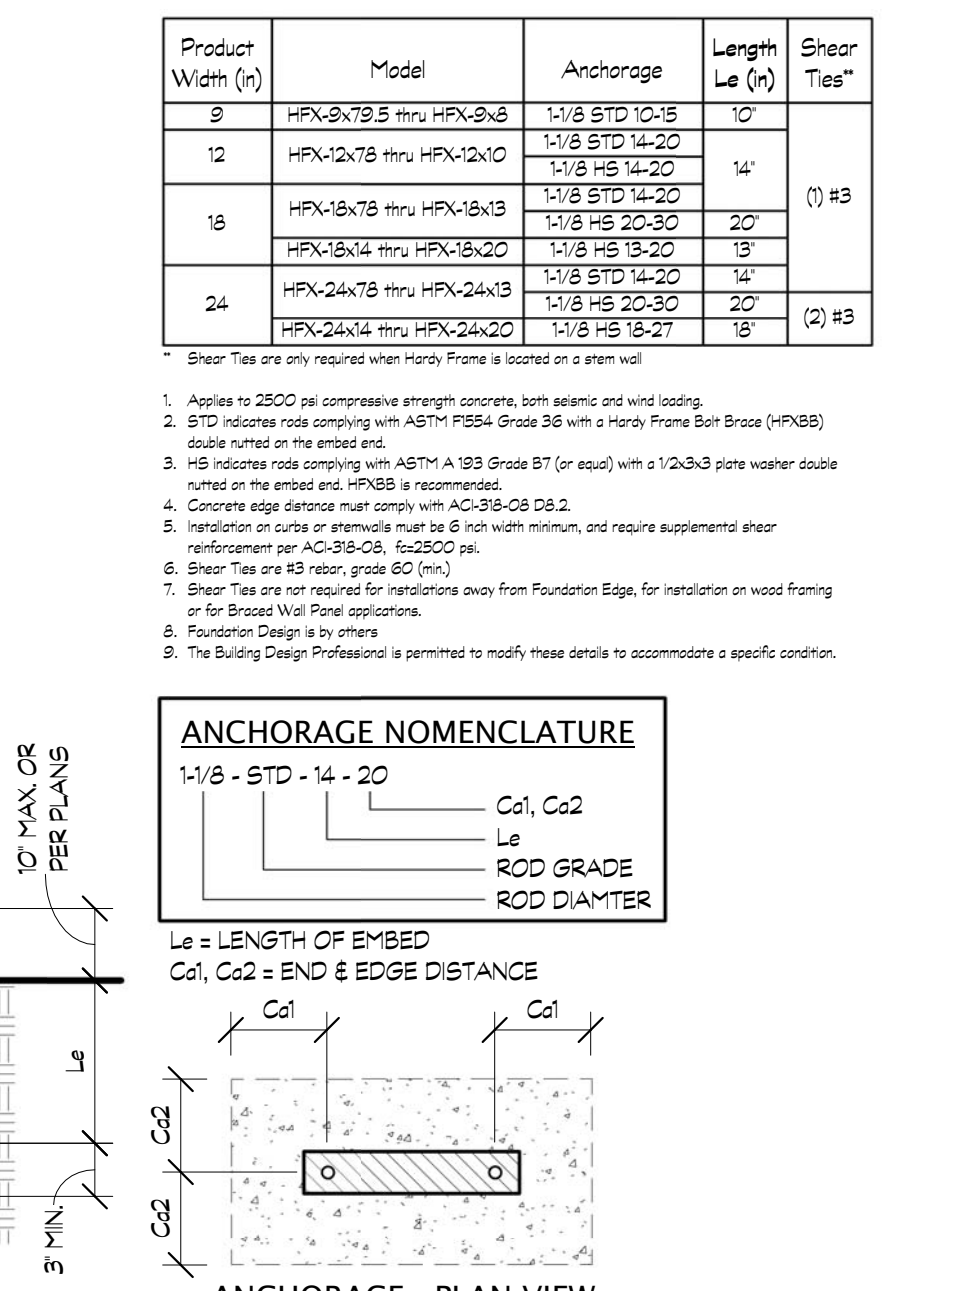 Product Width (in) Model Anchorage Length Le (in) Shear Ties**
9 HFX-9x79.5 thru HFX-9x8 1-1/8 STD 10-15 10" (1) #3
12 HFX-12x78 thru HFX-12x10 1-1/8 STD 14-20 14"
1-1/8 HS 14-20
18 HFX-18x78 thru HFX-18x13 1-1/8 STD 14-20
1-1/8 HS 20-30 20"
HFX-18x14 thru HFX-18x20 1-1/8 HS 13-20 13"
24 HFX-24x78 thru HFX-24x13 1-1/8 STD 14-20 14"
1-1/8 HS 20-30 20" (2) #3
HFX-24x14 thru HFX-24x20 1-1/8 HS 18-27 18"
** Shear Ties are only required when Hardy Frame is located on a stem wall
1. Applies to 2500 psi compressive strength concrete, both seismic and wind loading.
2. STD indicates rods complying with ASTM F1554 Grade 36 with a Hardy Frame Bolt Brace (HFXBB)
double nutted on the embed end.
3. HS indicates rods complying with ASTM A 193 Grade B7 (or equal) with a 1/2x3x3 plate washer double
nutted on the embed end. HFXBB is recommended.
4. Concrete edge distance must comply with ACI-318-08 D8.2.
5. Installation on curbs or stemwalls must be 6 inch width minimum, and require supplemental shear
reinforcement per ACI-318-08, fc=2500 psi.
6. Shear Ties are #3 rebar, grade 60 (min.)
7. Shear Ties are not required for installations away from Foundation Edge, for installation on wood framing
or for Braced Wall Panel applications.
8. Foundation Design is by others
9. The Building Design Professional is permitted to modify these details to accommodate a specific condition.
ANCHORAGE NOMENCLATURE
1-1/8 - STD - 14 - 20
Ca1, Ca2
Le
ROD GRADE
ROD DIAMTER
10" MAX. OR
PER PLANS
Le
3" MIN.
Le = LENGTH OF EMBED
Ca1, Ca2 = END & EDGE DISTANCE
Ca1 Ca1
Ca2
Ca2
ANCHORAGE - PLAN VIEW